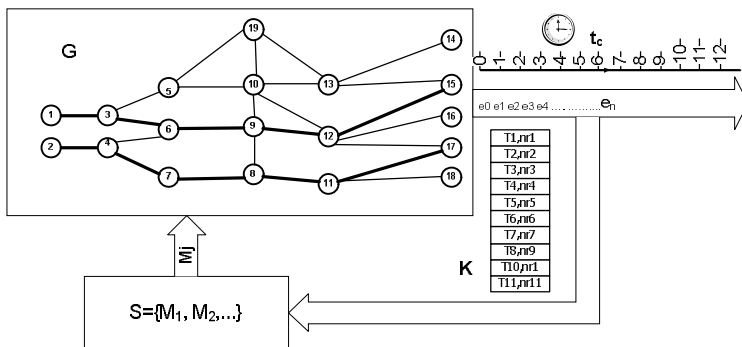 G
19
14
5
10
13
15
1
3
6
9
12
16
2
4
7
8
11
17
18
t_c
0- 1- 2- 3- 4- 5- 6- 7- 8- 9- -10- -11- -12-
e0 e1 e2 e3 e4 .... ............. e_n
T1,nr1
T2,nr2
T3,nr3
T4,nr4
T5,nr5
T6,nr6
T7,nr7
T8,nr9
T10,nr1
T11,nr11
K
Mj
S={M₁, M₂,...}